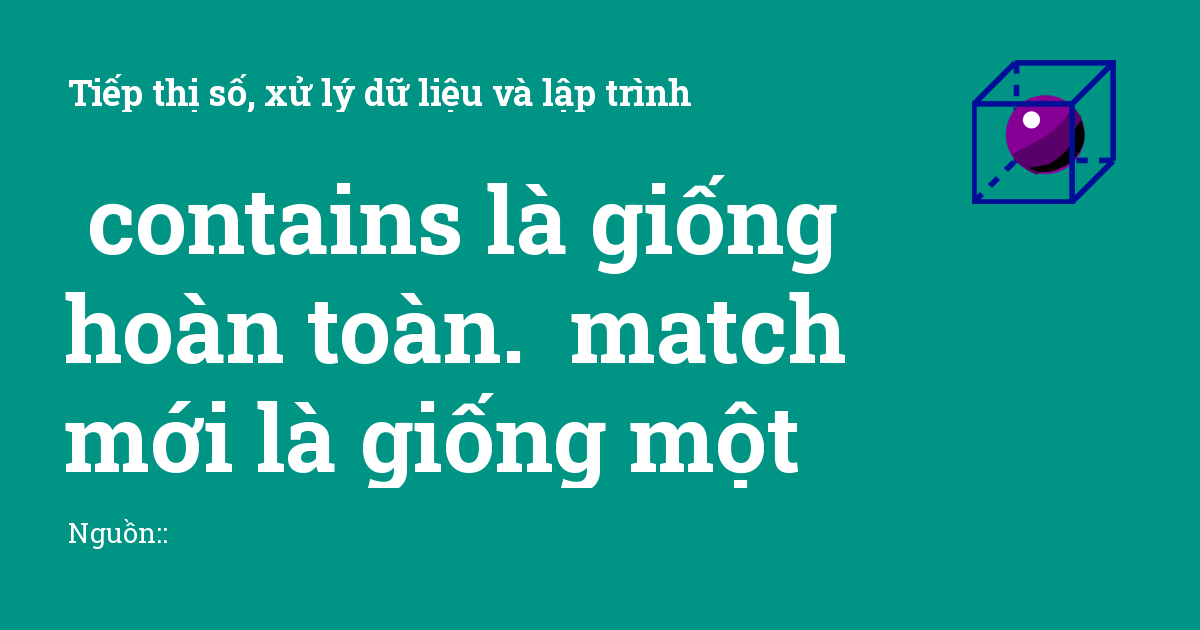 Tiếp thị số, xử lý dữ liệu và lập trình
contains là giống
hoàn toàn. match
mới là giống một
Nguồn::